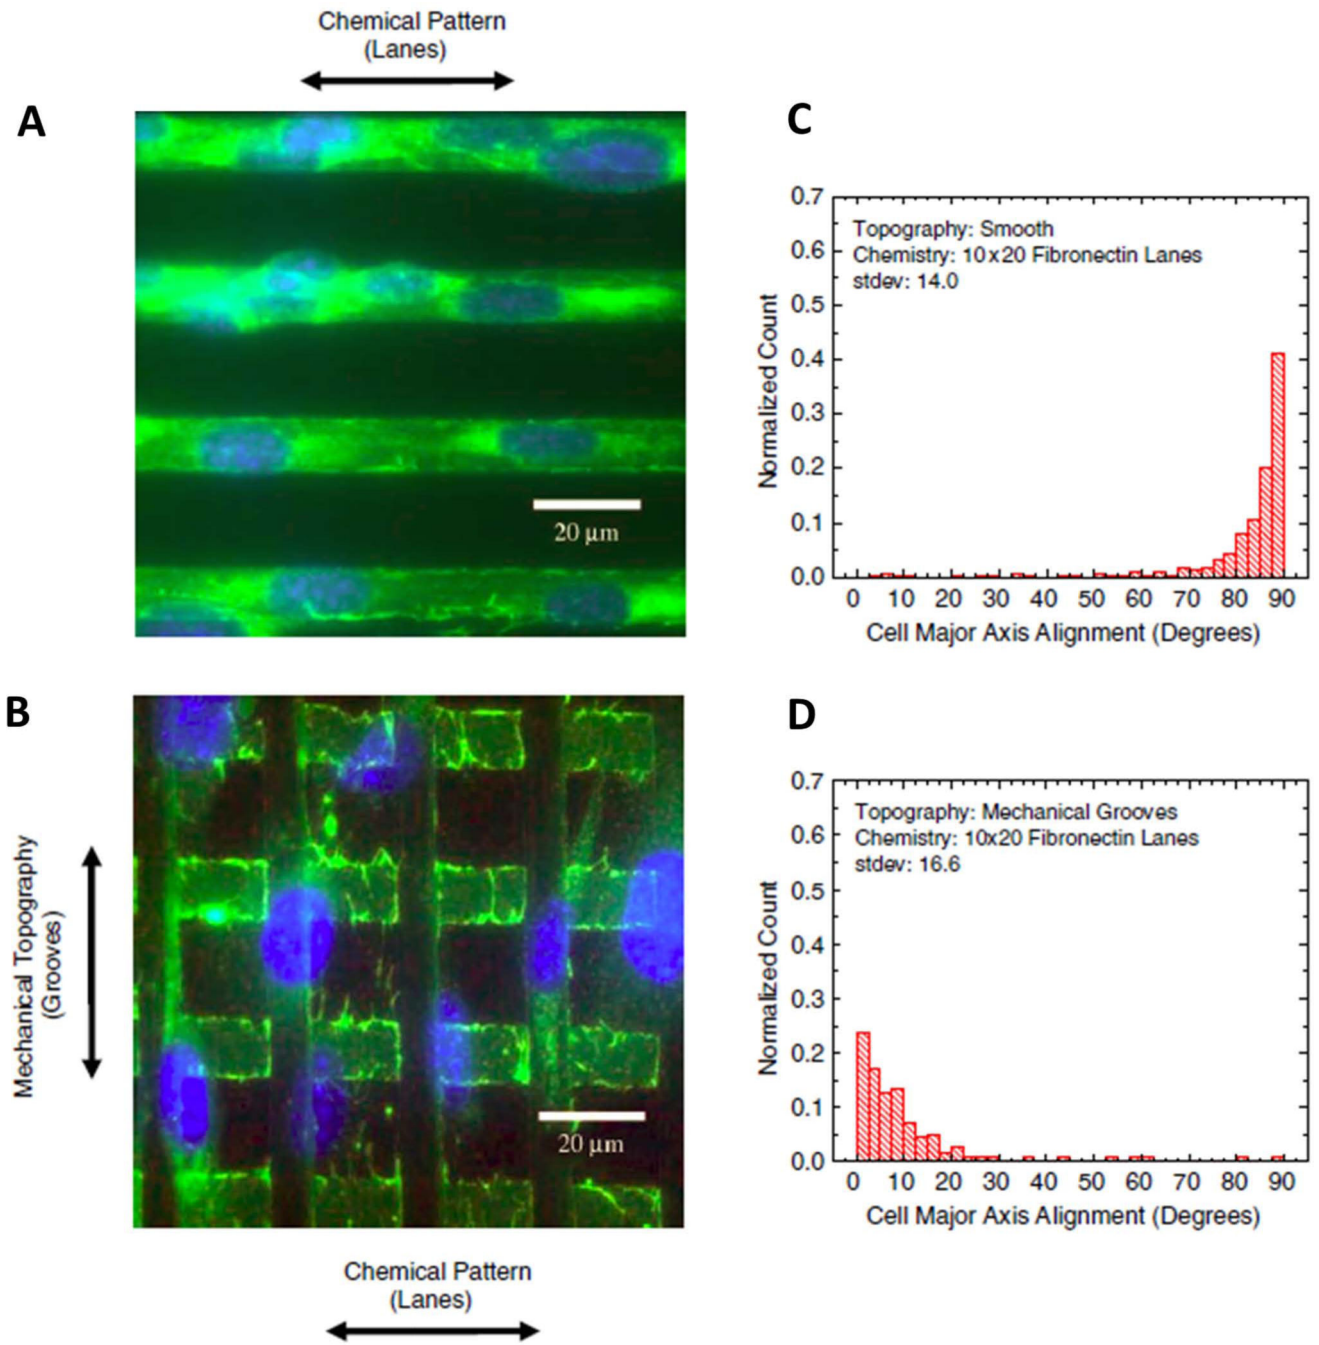 Chemical Pattern
(Lanes)
A
20 µm
C
0.7
0.6
0.5
0.4
0.3
0.2
0.1
0.0
Normalized Count
Topography: Smooth
Chemistry: 10x20 Fibronectin Lanes
stdev: 14.0
0 10 20 30 40 50 60 70 80 90
Cell Major Axis Alignment (Degrees)
B
Mechanical Topography
(Grooves)
20 µm
Chemical Pattern
(Lanes)
D
0.7
0.6
0.5
0.4
0.3
0.2
0.1
0.0
Normalized Count
Topography: Mechanical Grooves
Chemistry: 10x20 Fibronectin Lanes
stdev: 16.6
0 10 20 30 40 50 60 70 80 90
Cell Major Axis Alignment (Degrees)